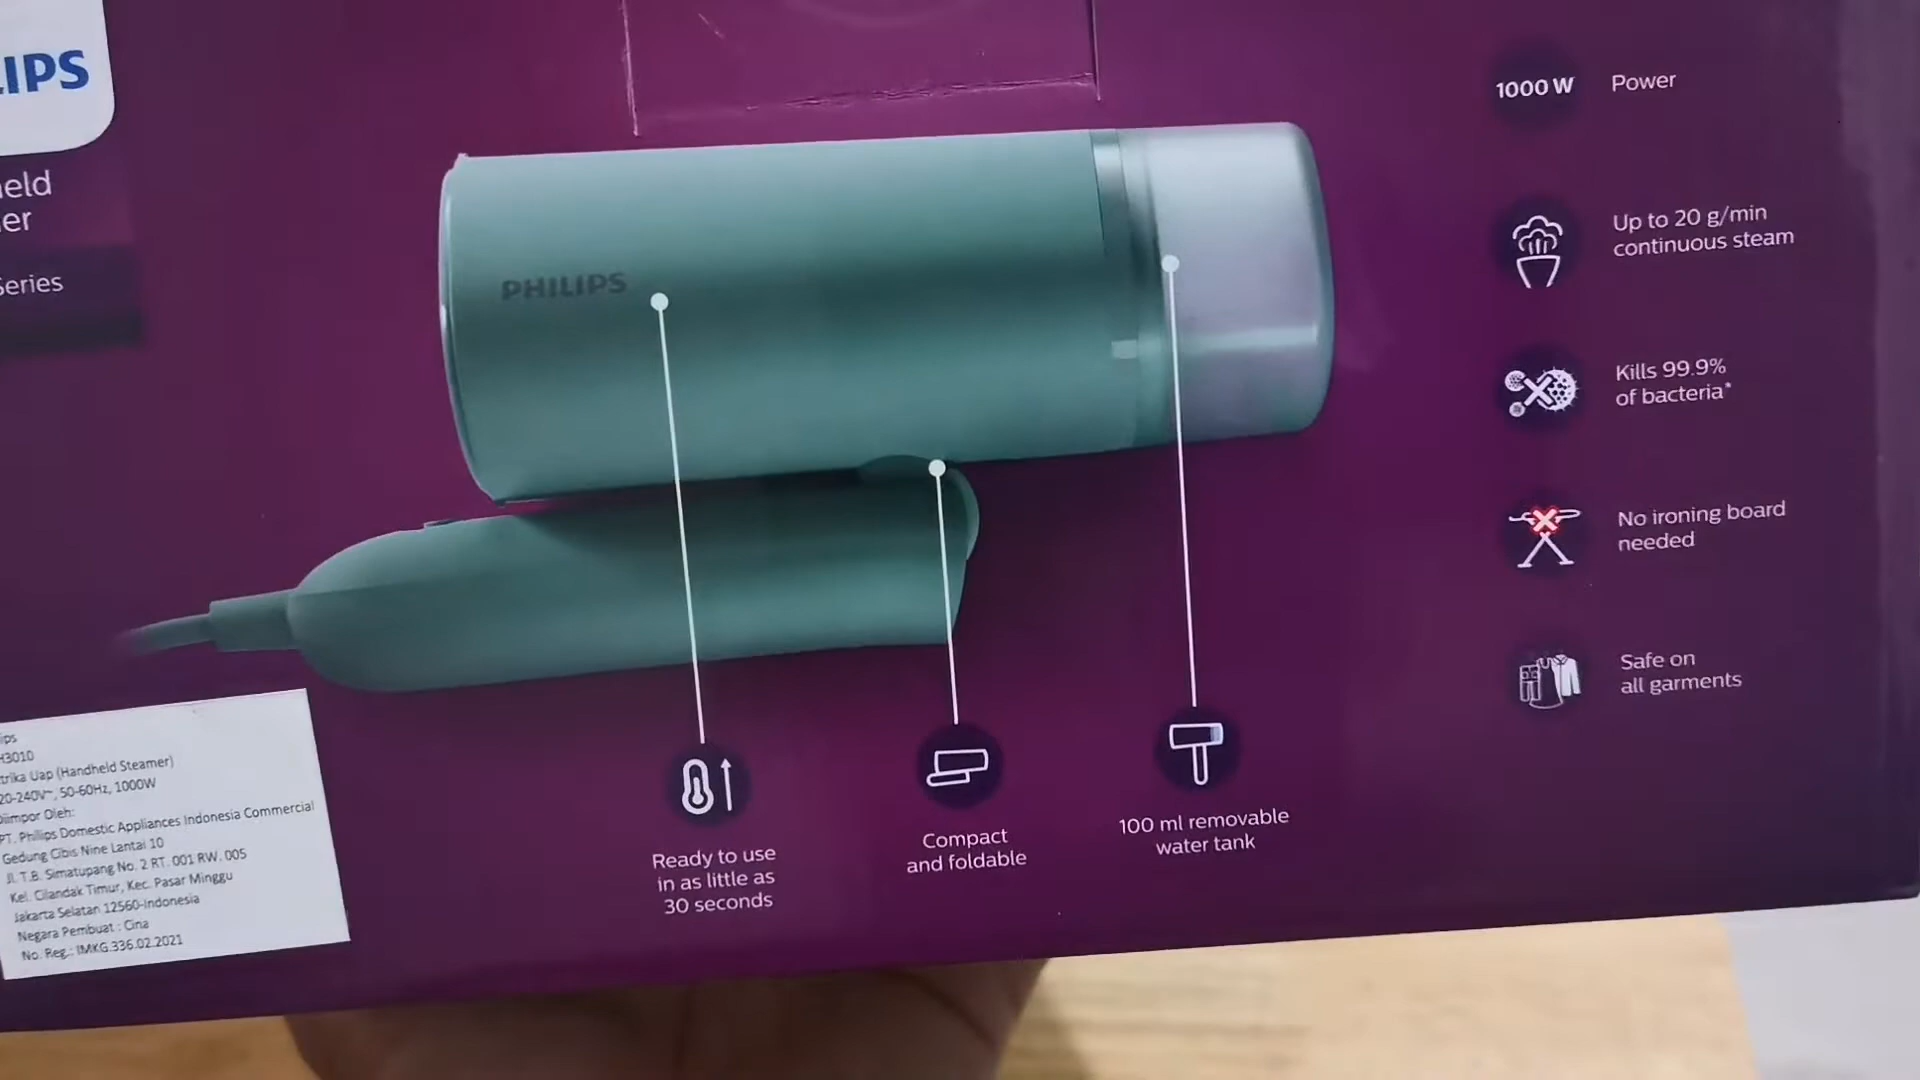 LIPS
eld
er
Series
PHILIPS
1000 W Power
Up to 20 g/min
continuous steam
Kills 99.9%
of bacteria*
No ironing board
needed
Safe on
all garments
Ready to use
in as little as
30 seconds
Compact
and foldable
100 ml removable
water tank
ips
H3010
trika Uap (Handheld Steamer)
20-240V~, 50-60Hz, 1000W
Diimpor Oleh:
PT. Philips Domestic Appliances Indonesia Commercial
Gedung Cibis Nine Lantai 10
Jl. T.B. Simatupang No. 2 RT. 001 RW. 005
Kel. Cilandak Timur, Kec. Pasar Minggu
Jakarta Selatan 12560-Indonesia
Negara Pembuat : Cina
No. Reg.: IMKG.336.02.2021